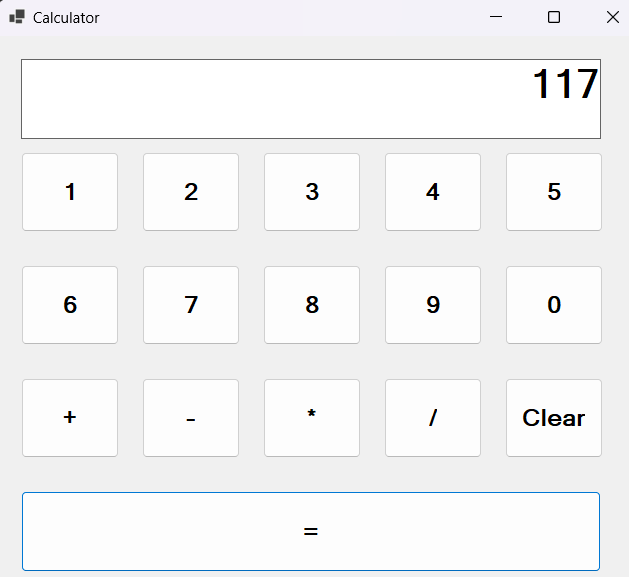 Calculator
117
1 2 3 4 5
6 7 8 9 0
+ - * / Clear
=